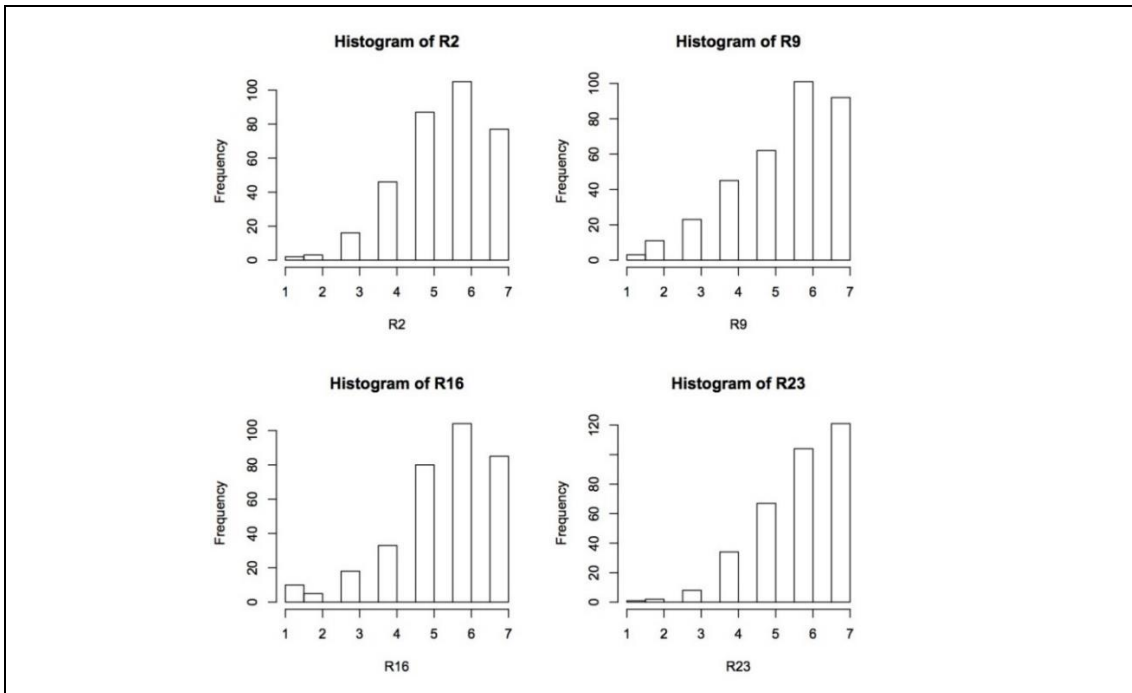 Histogram of R2
Frequency
0 20 40 60 80 100
1 2 3 4 5 6 7
R2
Histogram of R9
Frequency
0 20 40 60 80 100
1 2 3 4 5 6 7
R9
Histogram of R16
Frequency
0 20 40 60 80 100
1 2 3 4 5 6 7
R16
Histogram of R23
Frequency
0 20 40 60 80 120
1 2 3 4 5 6 7
R23